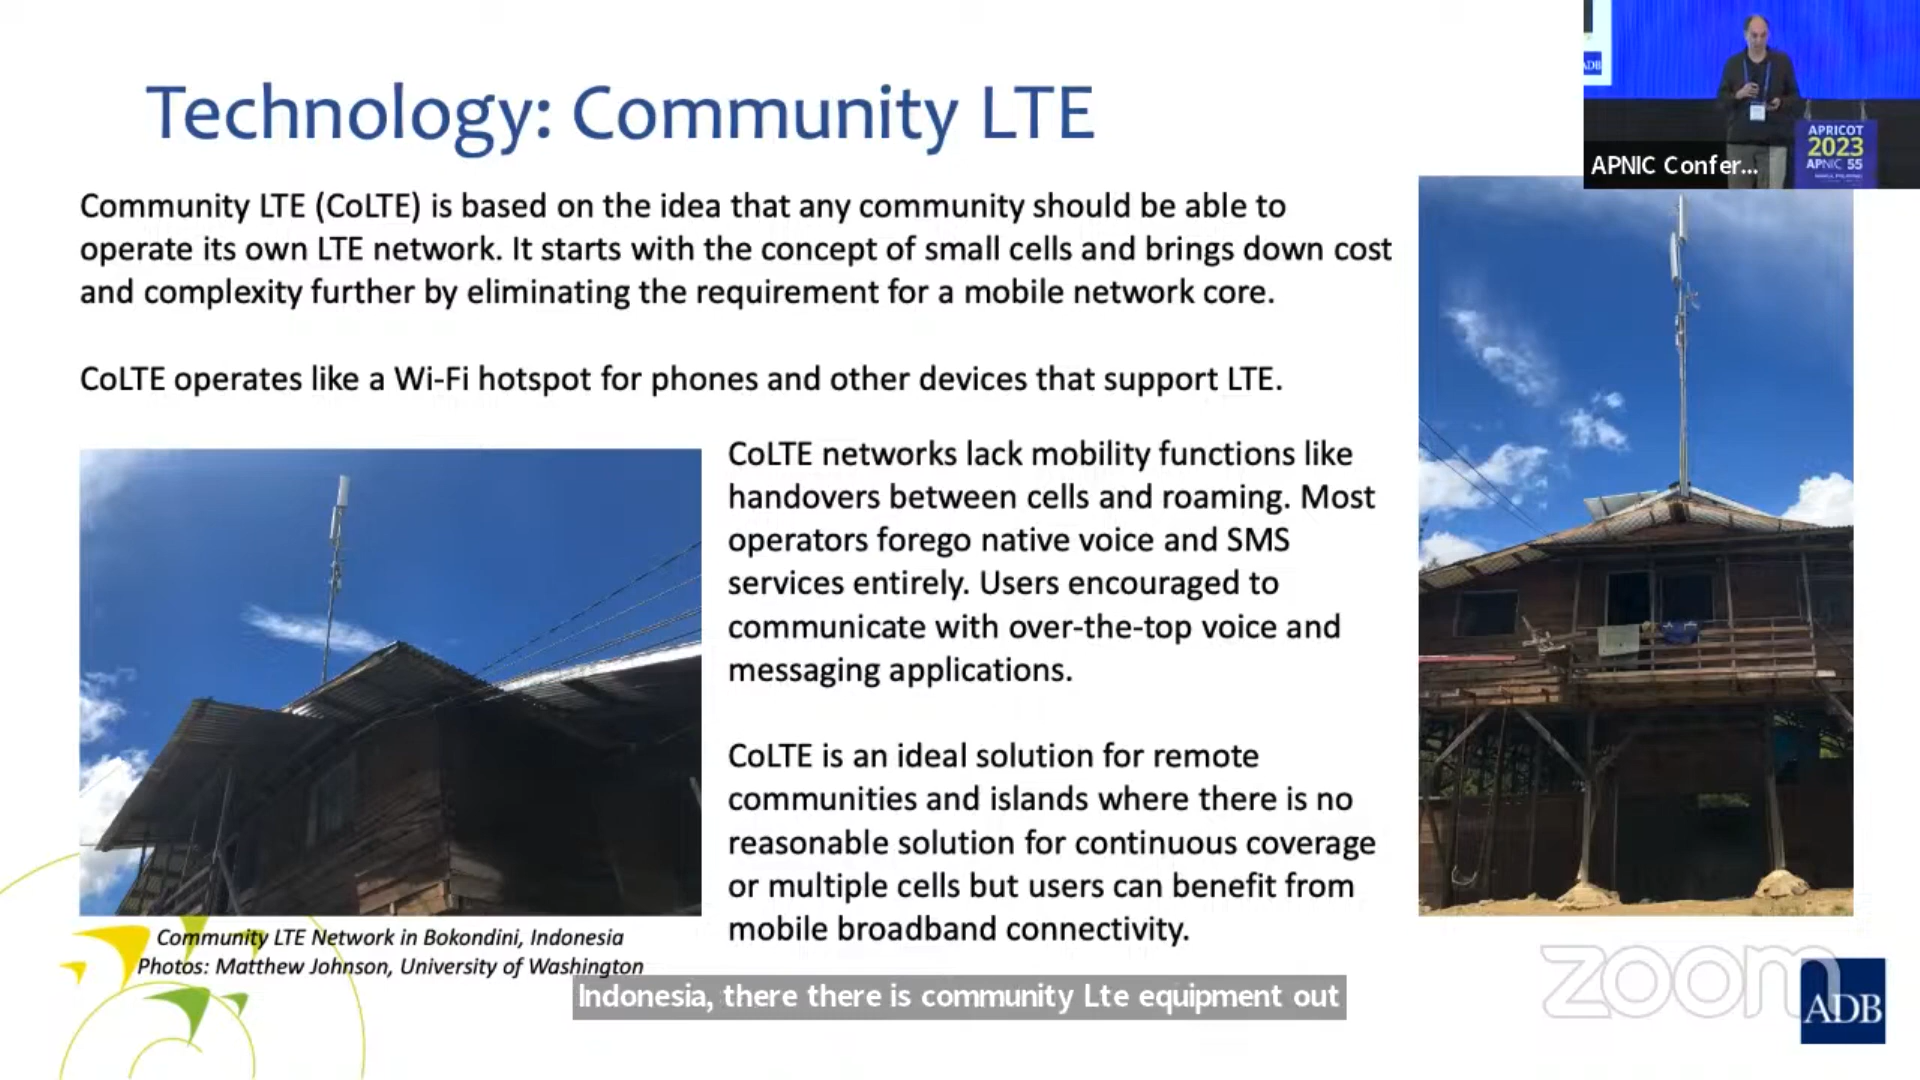 Technology: Community LTE
Community LTE (CoLTE) is based on the idea that any community should be able to
operate its own LTE network. It starts with the concept of small cells and brings down cost
and complexity further by eliminating the requirement for a mobile network core.
CoLTE operates like a Wi-Fi hotspot for phones and other devices that support LTE.
CoLTE networks lack mobility functions like
handovers between cells and roaming. Most
operators forego native voice and SMS
services entirely. Users encouraged to
communicate with over-the-top voice and
messaging applications.
CoLTE is an ideal solution for remote
communities and islands where there is no
reasonable solution for continuous coverage
or multiple cells but users can benefit from
mobile broadband connectivity.
Community LTE Network in Bokondini, Indonesia
Photos: Matthew Johnson, University of Washington
Indonesia, there there is community Lte equipment out
ADB
APRICOT
2023
APNIC 55
APNIC Confer...
zoom
ADB